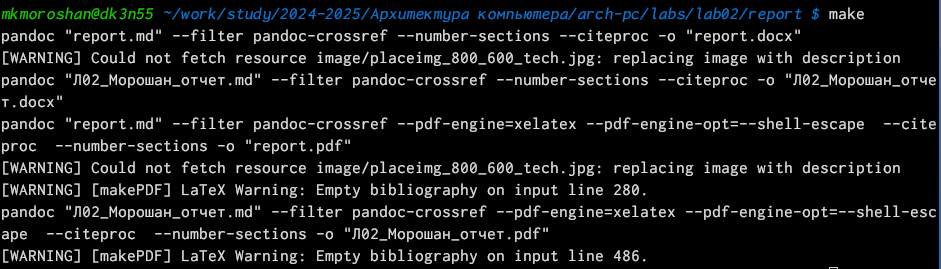 mkmoroshan@dk3n55 ~/work/study/2024-2025/Архитектура компьютера/arch-pc/labs/lab02/report $ make
pandoc "report.md" --filter pandoc-crossref --number-sections --citeproc -o "report.docx"
[WARNING] Could not fetch resource image/placeimg_800_600_tech.jpg: replacing image with description
pandoc "Л02_Морошан_отчет.md" --filter pandoc-crossref --number-sections --citeproc -o "Л02_Морошан_отче
т.docx"
pandoc "report.md" --filter pandoc-crossref --pdf-engine=xelatex --pdf-engine-opt=--shell-escape  --cite
proc  --number-sections -o "report.pdf"
[WARNING] Could not fetch resource image/placeimg_800_600_tech.jpg: replacing image with description
[WARNING] [makePDF] LaTeX Warning: Empty bibliography on input line 280.
pandoc "Л02_Морошан_отчет.md" --filter pandoc-crossref --pdf-engine=xelatex --pdf-engine-opt=--shell-esc
ape  --citeproc  --number-sections -o "Л02_Морошан_отчет.pdf"
[WARNING] [makePDF] LaTeX Warning: Empty bibliography on input line 486.